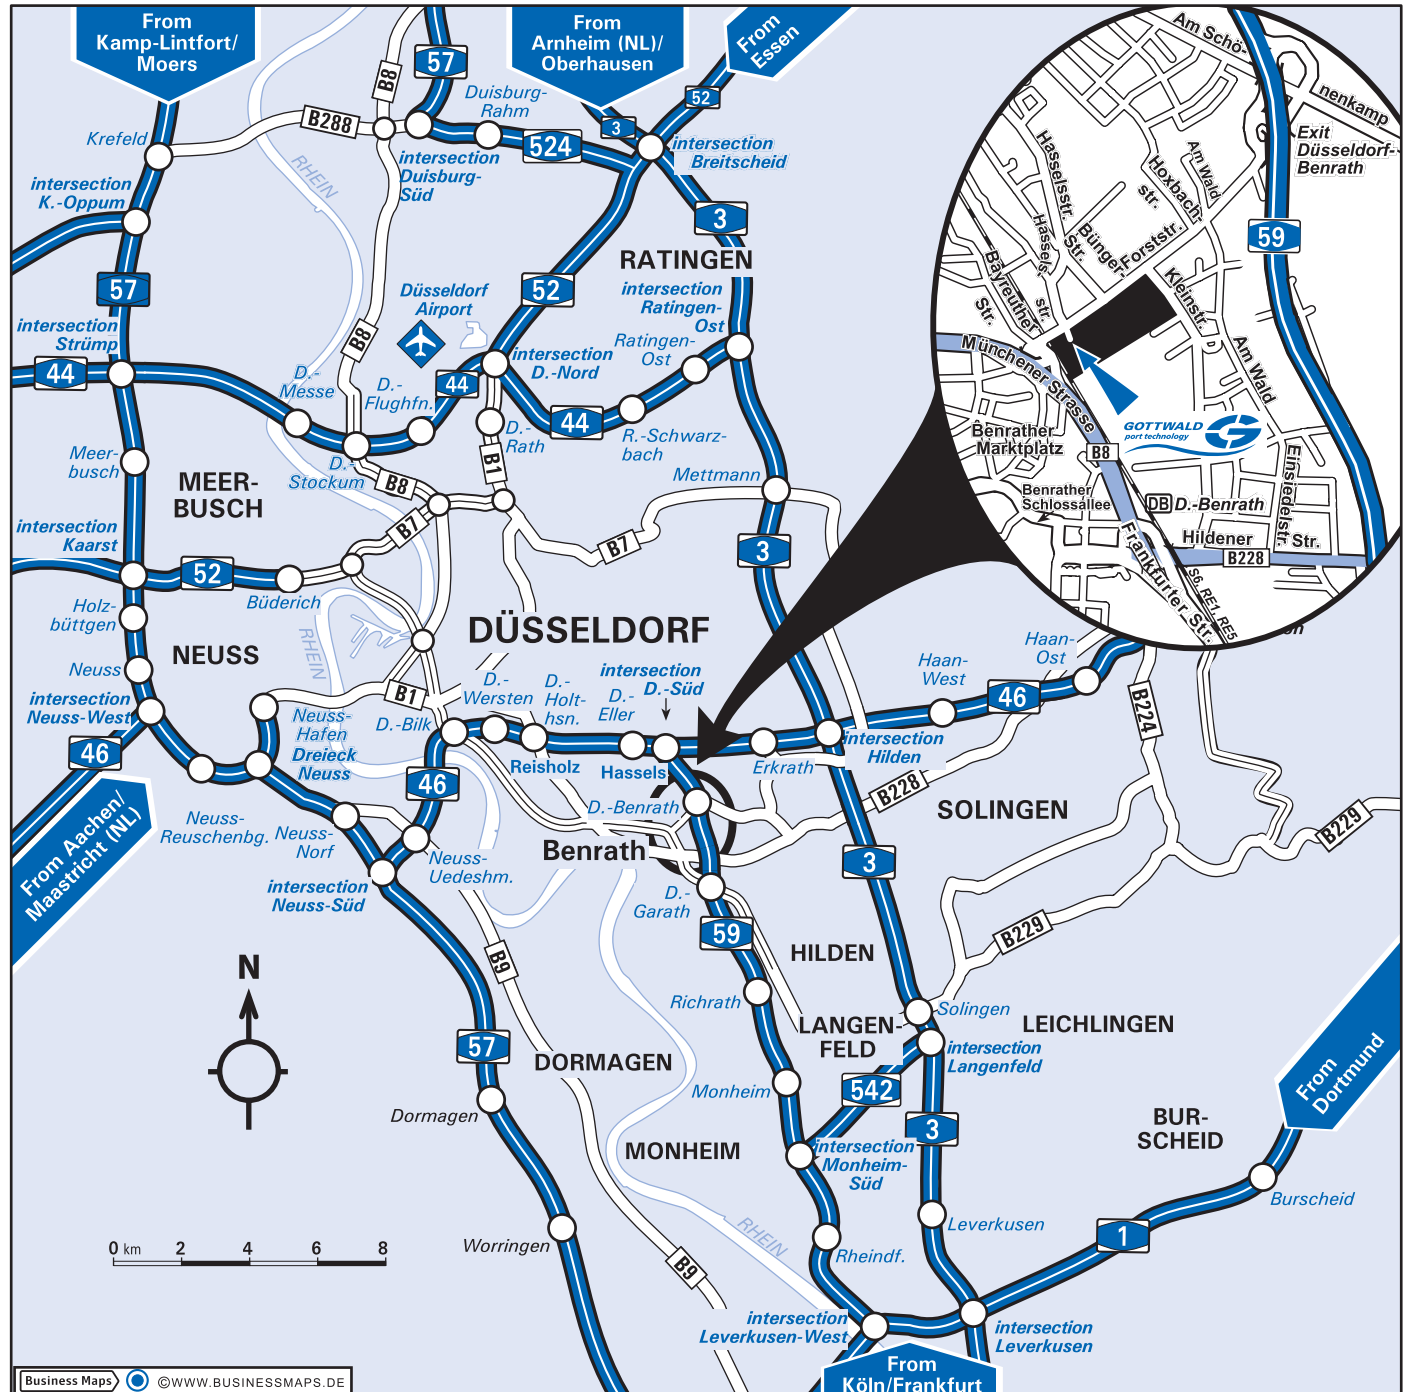 From
Kamp-Lintfort/
Moers
From
Arnheim (NL)/
Oberhausen
From
Essen
57
B8
B288
Duisburg-
Rahm
52
3
524
Krefeld
intersection
Breitscheid
intersection
Duisburg-
Süd
RHEIN
intersection
K.-Oppum
3
RATINGEN
57
52
Düsseldorf
Airport
intersection
Ratingen-
Ost
intersection
Strümp
B8
Ratingen-
Ost
44
intersection
D.-Nord
D.-
Messe
D.-
Flughfn.
44
44
D.-
Rath
R.-Schwarz-
bach
Meer-
busch
D.-
Stockum
B1
Mettmann
MEER-
BUSCH
B8
intersection
Kaarst
B7
B7
3
52
Büderich
Holz-
büttgen
DÜSSELDORF
NEUSS
RHEIN
Neuss
intersection
Neuss-West
B1
D.-Bilk
D.-
Wersten
D.-
Holt-
hsn.
D.-
Eller
intersection
D.-Süd
Haan-
West
Haan-
Ost
46
B224
46
Neuss-
Hafen
Dreieck
Neuss
46
Reisholz
Hassels
Erkrath
intersection
Hilden
From Aachen/
Maastricht (NL)
B228
SOLINGEN
B229
D.-Benrath
Neuss-
Reuschenbg.
Neuss-
Norf
Benrath
Neuss-
Uedeshm.
3
intersection
Neuss-Süd
D.-
Garath
59
B229
HILDEN
B9
N
Richrath
Solingen
LANGEN-
FELD
LEICHLINGEN
57
DORMAGEN
intersection
Langenfeld
542
Monheim
Dormagen
3
From
Dortmund
BUR-
SCHEID
MONHEIM
intersection
Monheim-
Süd
Burscheid
Leverkusen
RHEIN
1
Worringen
Rheindf.
0 km 2 4 6 8
B9
intersection
Leverkusen-West
intersection
Leverkusen
From
Köln/Frankfurt
Business Maps
©WWW.BUSINESSMAPS.DE
Am Schö-
nenkamp
Exit
Düsseldorf-
Benrath
Hasselsstr.
Am Wald
Hoxbach-
str.
Hassels-
str.
Bünger-
Str.
Forststr.
59
Bayreuther
Str.
Kleinstr.
Münchener Strasse
Am Wald
GOTTWALD
port technology
Benrather
Marktplatz
B8
Einsiedelstr.
Benrather
Schlossallee
DB D.-Benrath
Frankfurter Str.
Hildener Str.
B228
S6, RE1, RE5